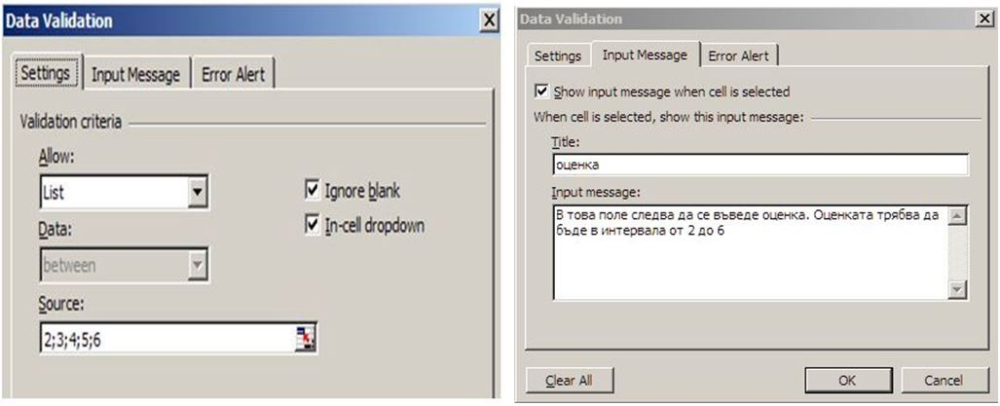 Data Validation
Settings
Input Message
Error Alert
Validation criteria
Allow:
List
Ignore blank
Data:
In-cell dropdown
between
Source:
2;3;4;5;6
Data Validation
Settings
Input Message
Error Alert
Show input message when cell is selected
When cell is selected, show this input message:
Title:
оценка
Input message:
В това поле следва да се въведе оценка. Оценката трябва да
бъде в интервала от 2 до 6
Clear All
OK
Cancel